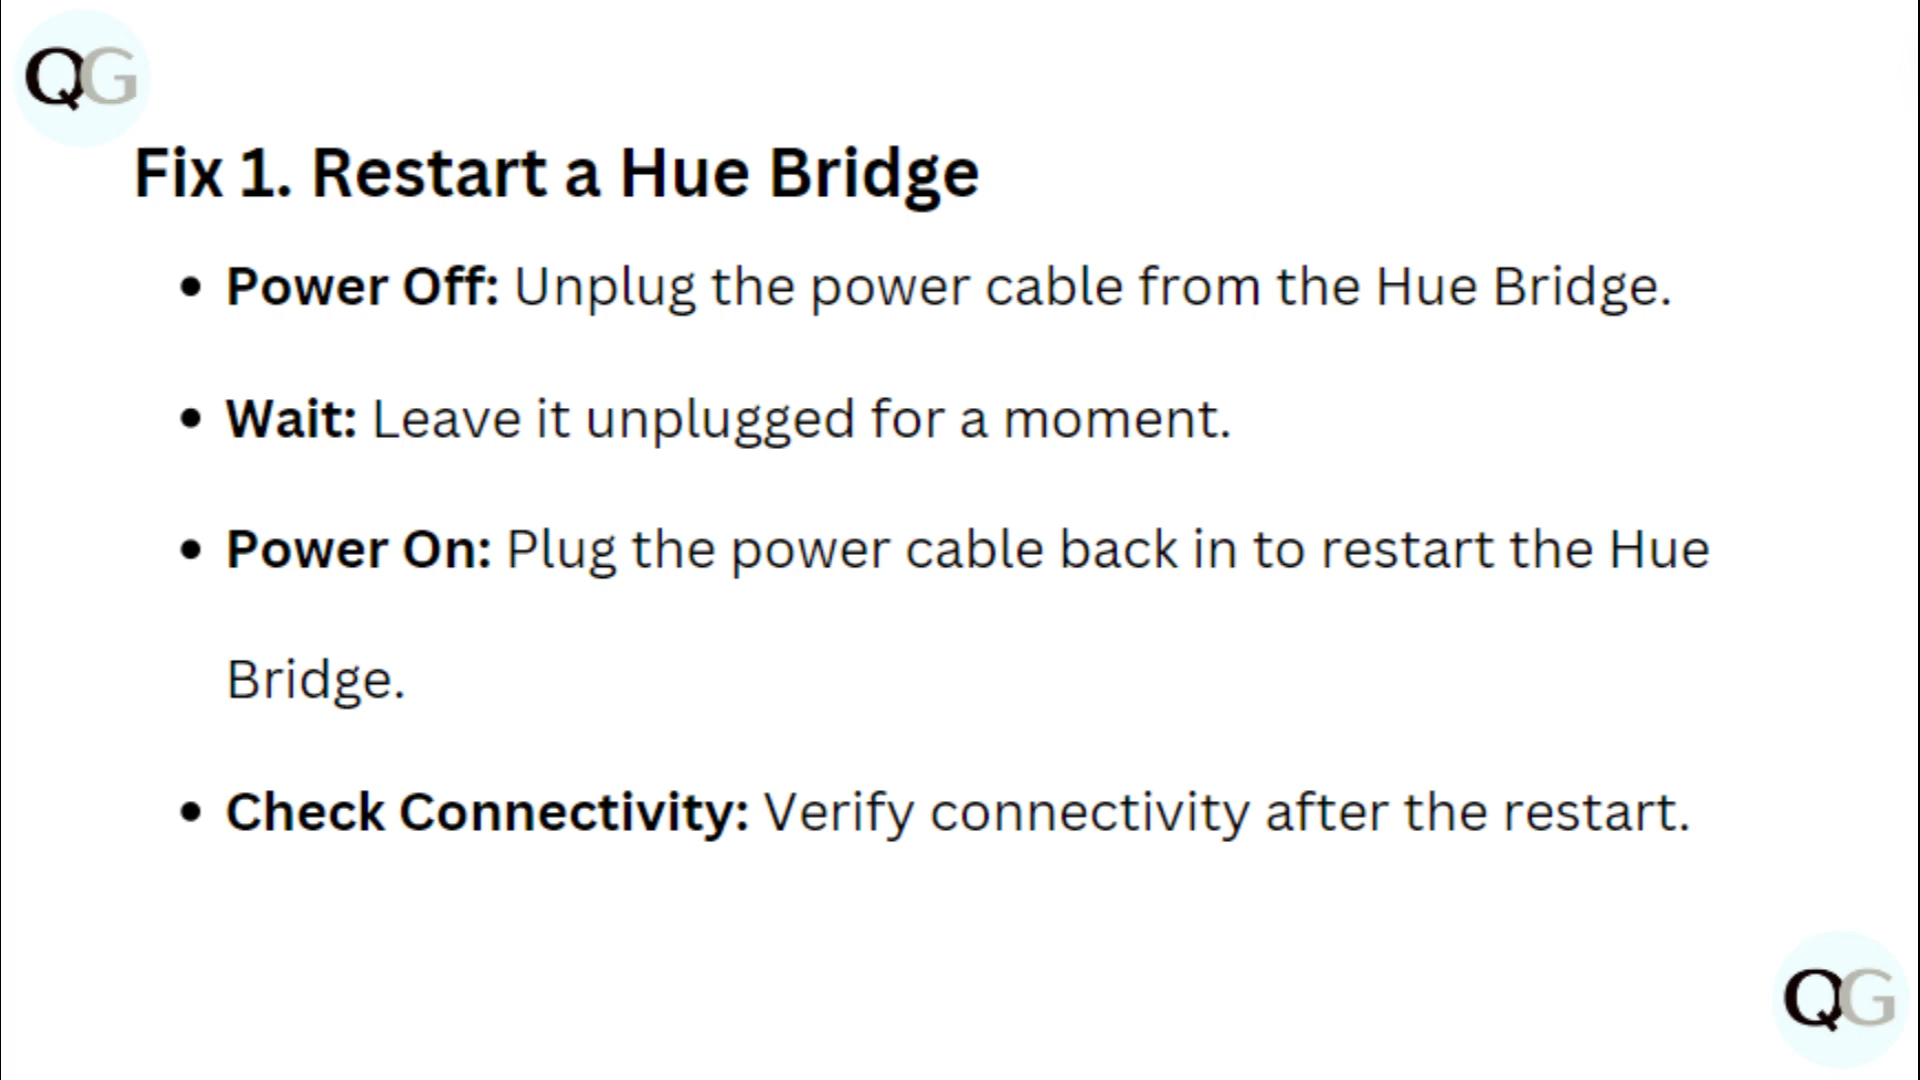 QG
Fix 1. Restart a Hue Bridge
• Power Off: Unplug the power cable from the Hue Bridge.
• Wait: Leave it unplugged for a moment.
• Power On: Plug the power cable back in to restart the Hue
Bridge.
• Check Connectivity: Verify connectivity after the restart.
QG